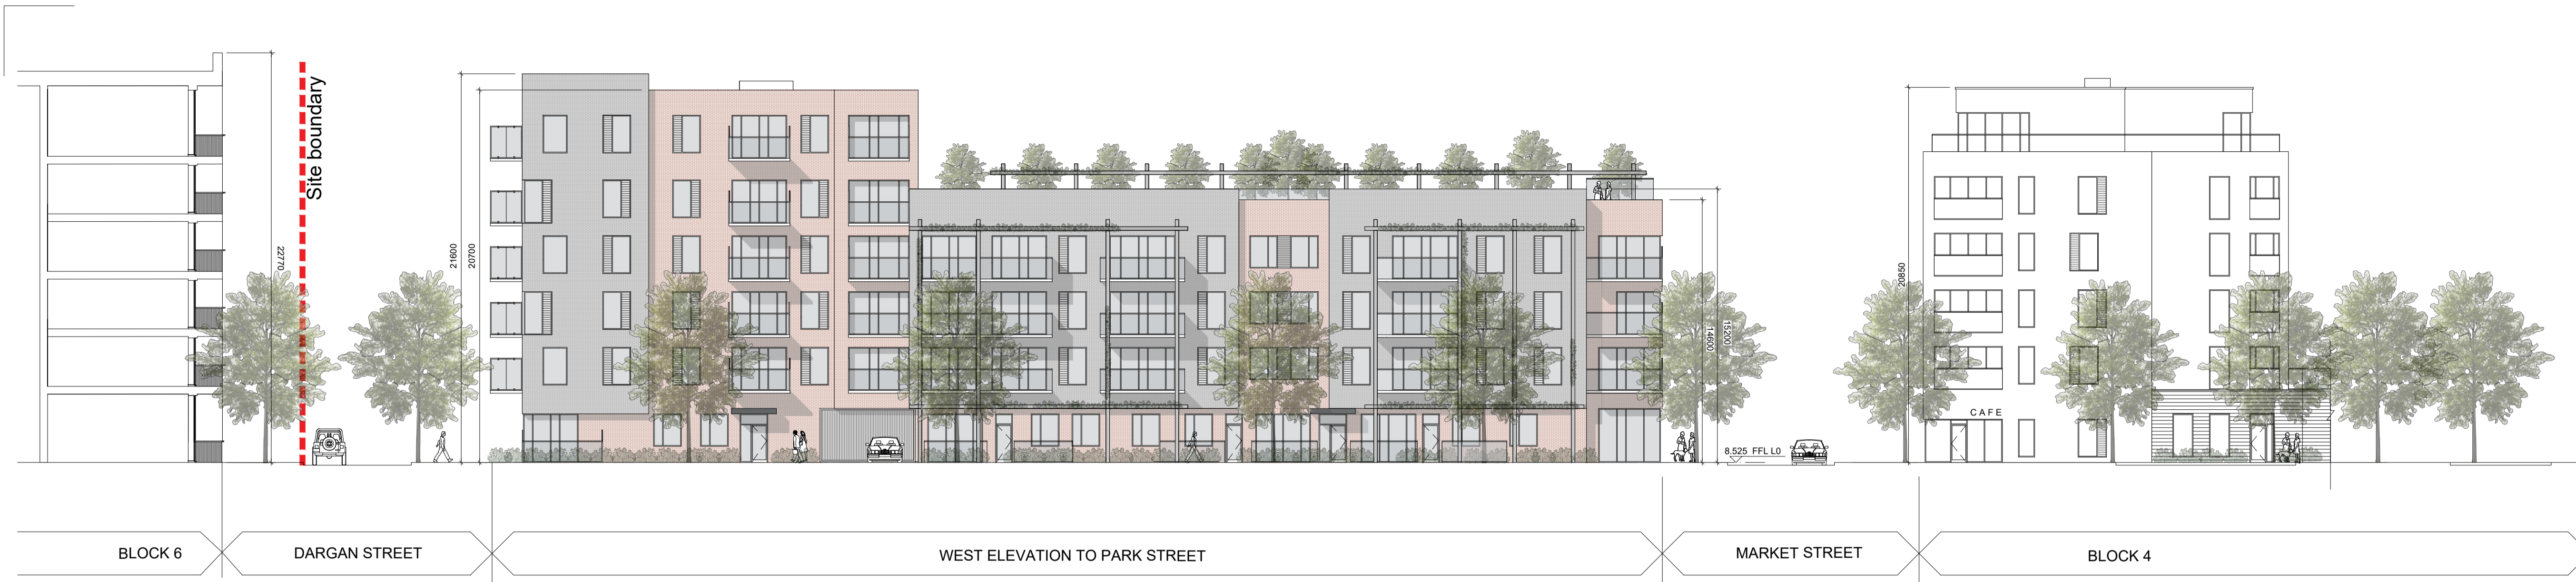 Site boundary
22770
21600
20700
14600
15200
8.525 FFL L0
20850
CAFE
BLOCK 6
DARGAN STREET
WEST ELEVATION TO PARK STREET
MARKET STREET
BLOCK 4